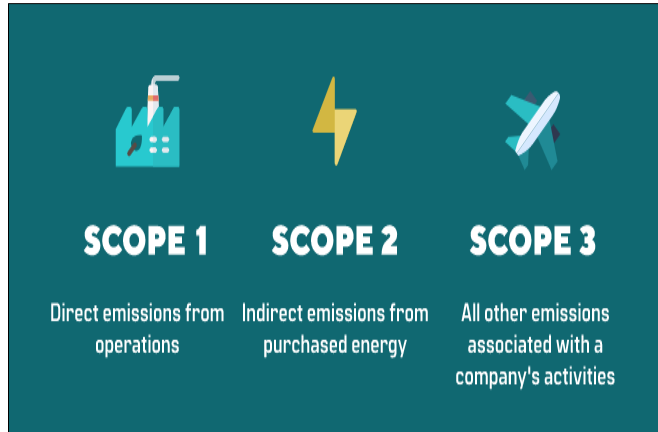 SCOPE 1
Direct emissions from
operations
SCOPE 2
Indirect emissions from
purchased energy
SCOPE 3
All other emissions
associated with a
company's activities